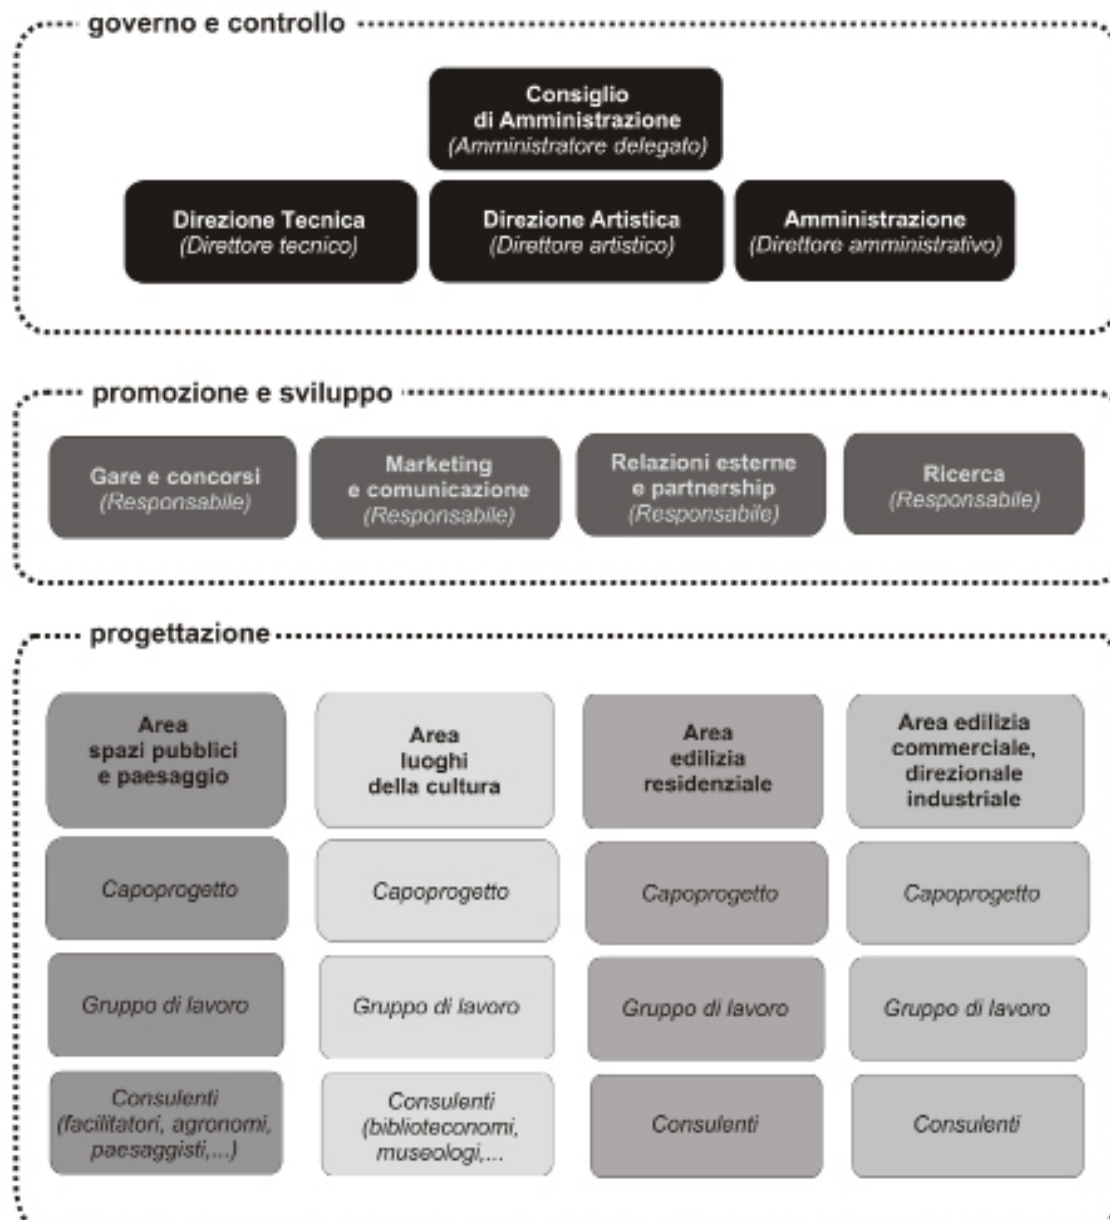 governo e controllo
Consiglio
di Amministrazione
(Amministratore delegato)
Direzione Tecnica
(Direttore tecnico)
Direzione Artistica
(Direttore artistico)
Amministrazione
(Direttore amministrativo)
promozione e sviluppo
Gare e concorsi
(Responsabile)
Marketing
e comunicazione
(Responsabile)
Relazioni esterne
e partnership
(Responsabile)
Ricerca
(Responsabile)
progettazione
Area
spazi pubblici
e paesaggio
Area
luoghi
della cultura
Area
edilizia
residenziale
Area edilizia
commerciale,
direzionale
industriale
Capoprogetto
Capoprogetto
Capoprogetto
Capoprogetto
Gruppo di lavoro
Gruppo di lavoro
Gruppo di lavoro
Gruppo di lavoro
Consulenti
(facilitatori, agronomi,
paesaggisti,...)
Consulenti
(biblioteconomi,
museologi,...
Consulenti
Consulenti